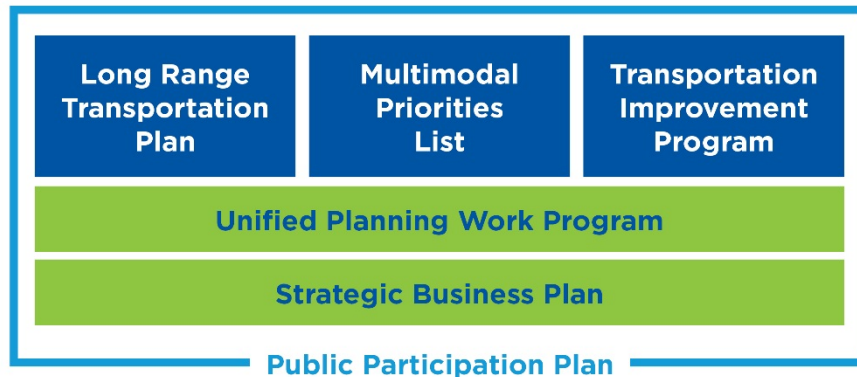 Long Range
Transportation
Plan
Multimodal
Priorities
List
Transportation
Improvement
Program
Unified Planning Work Program
Strategic Business Plan
Public Participation Plan